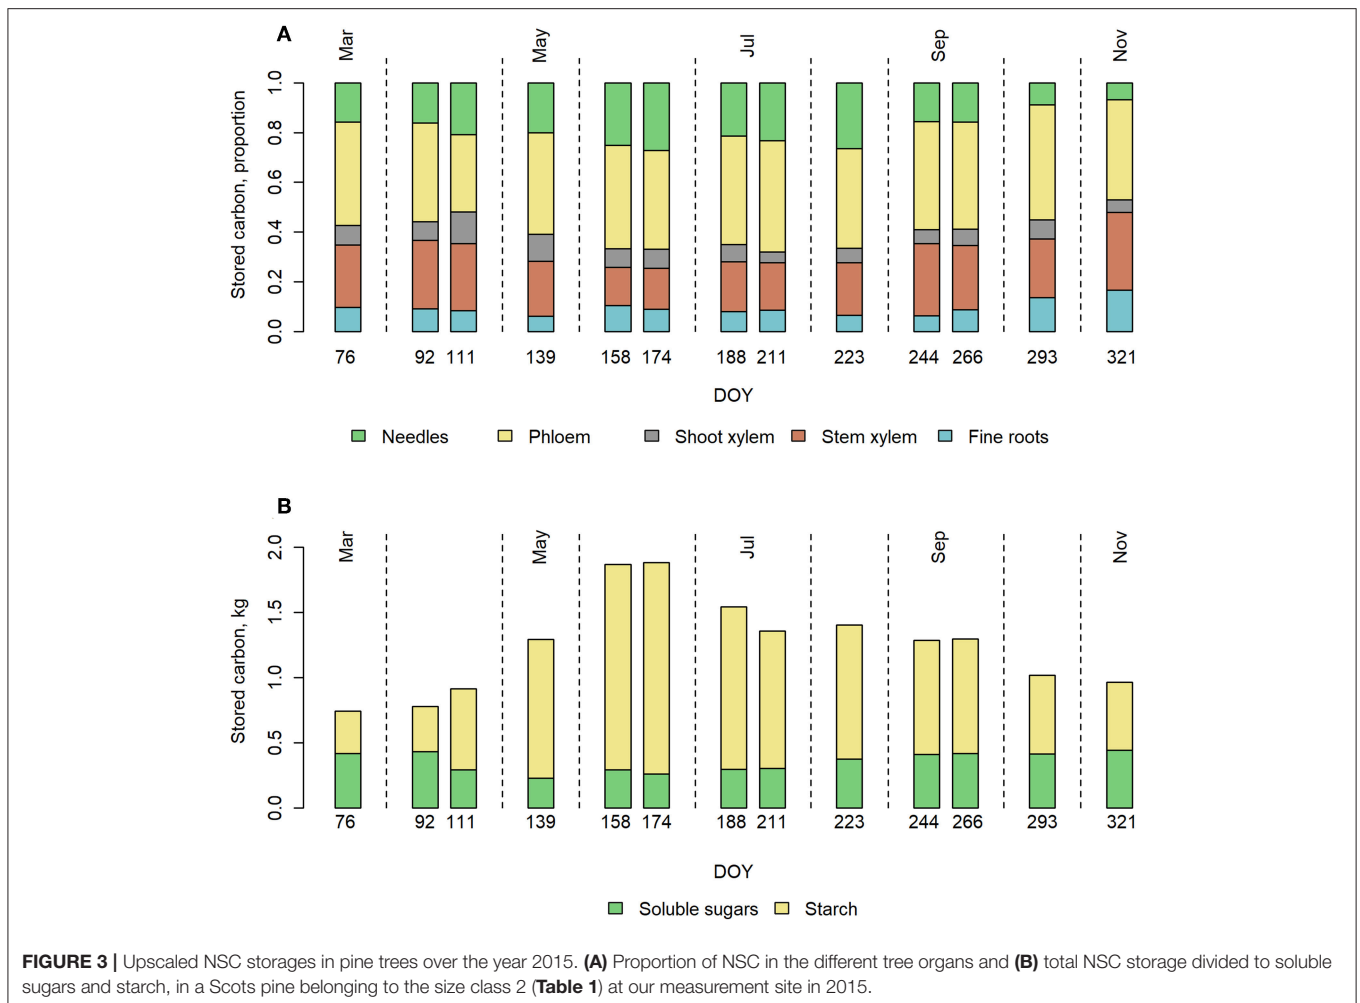 A
Mar May Jul Sep Nov
Stored carbon, proportion
1.0
0.8
0.6
0.4
0.2
0.0
76 92 111 139 158 174 188 211 223 244 266 293 321
DOY
Needles Phloem Shoot xylem Stem xylem Fine roots
B
Mar May Jul Sep Nov
Stored carbon, kg
2.0
1.5
1.0
0.5
0.0
76 92 111 139 158 174 188 211 223 244 266 293 321
DOY
Soluble sugars Starch
FIGURE 3 | Upscaled NSC storages in pine trees over the year 2015. (A) Proportion of NSC in the different tree organs and (B) total NSC storage divided to soluble
sugars and starch, in a Scots pine belonging to the size class 2 (Table 1) at our measurement site in 2015.